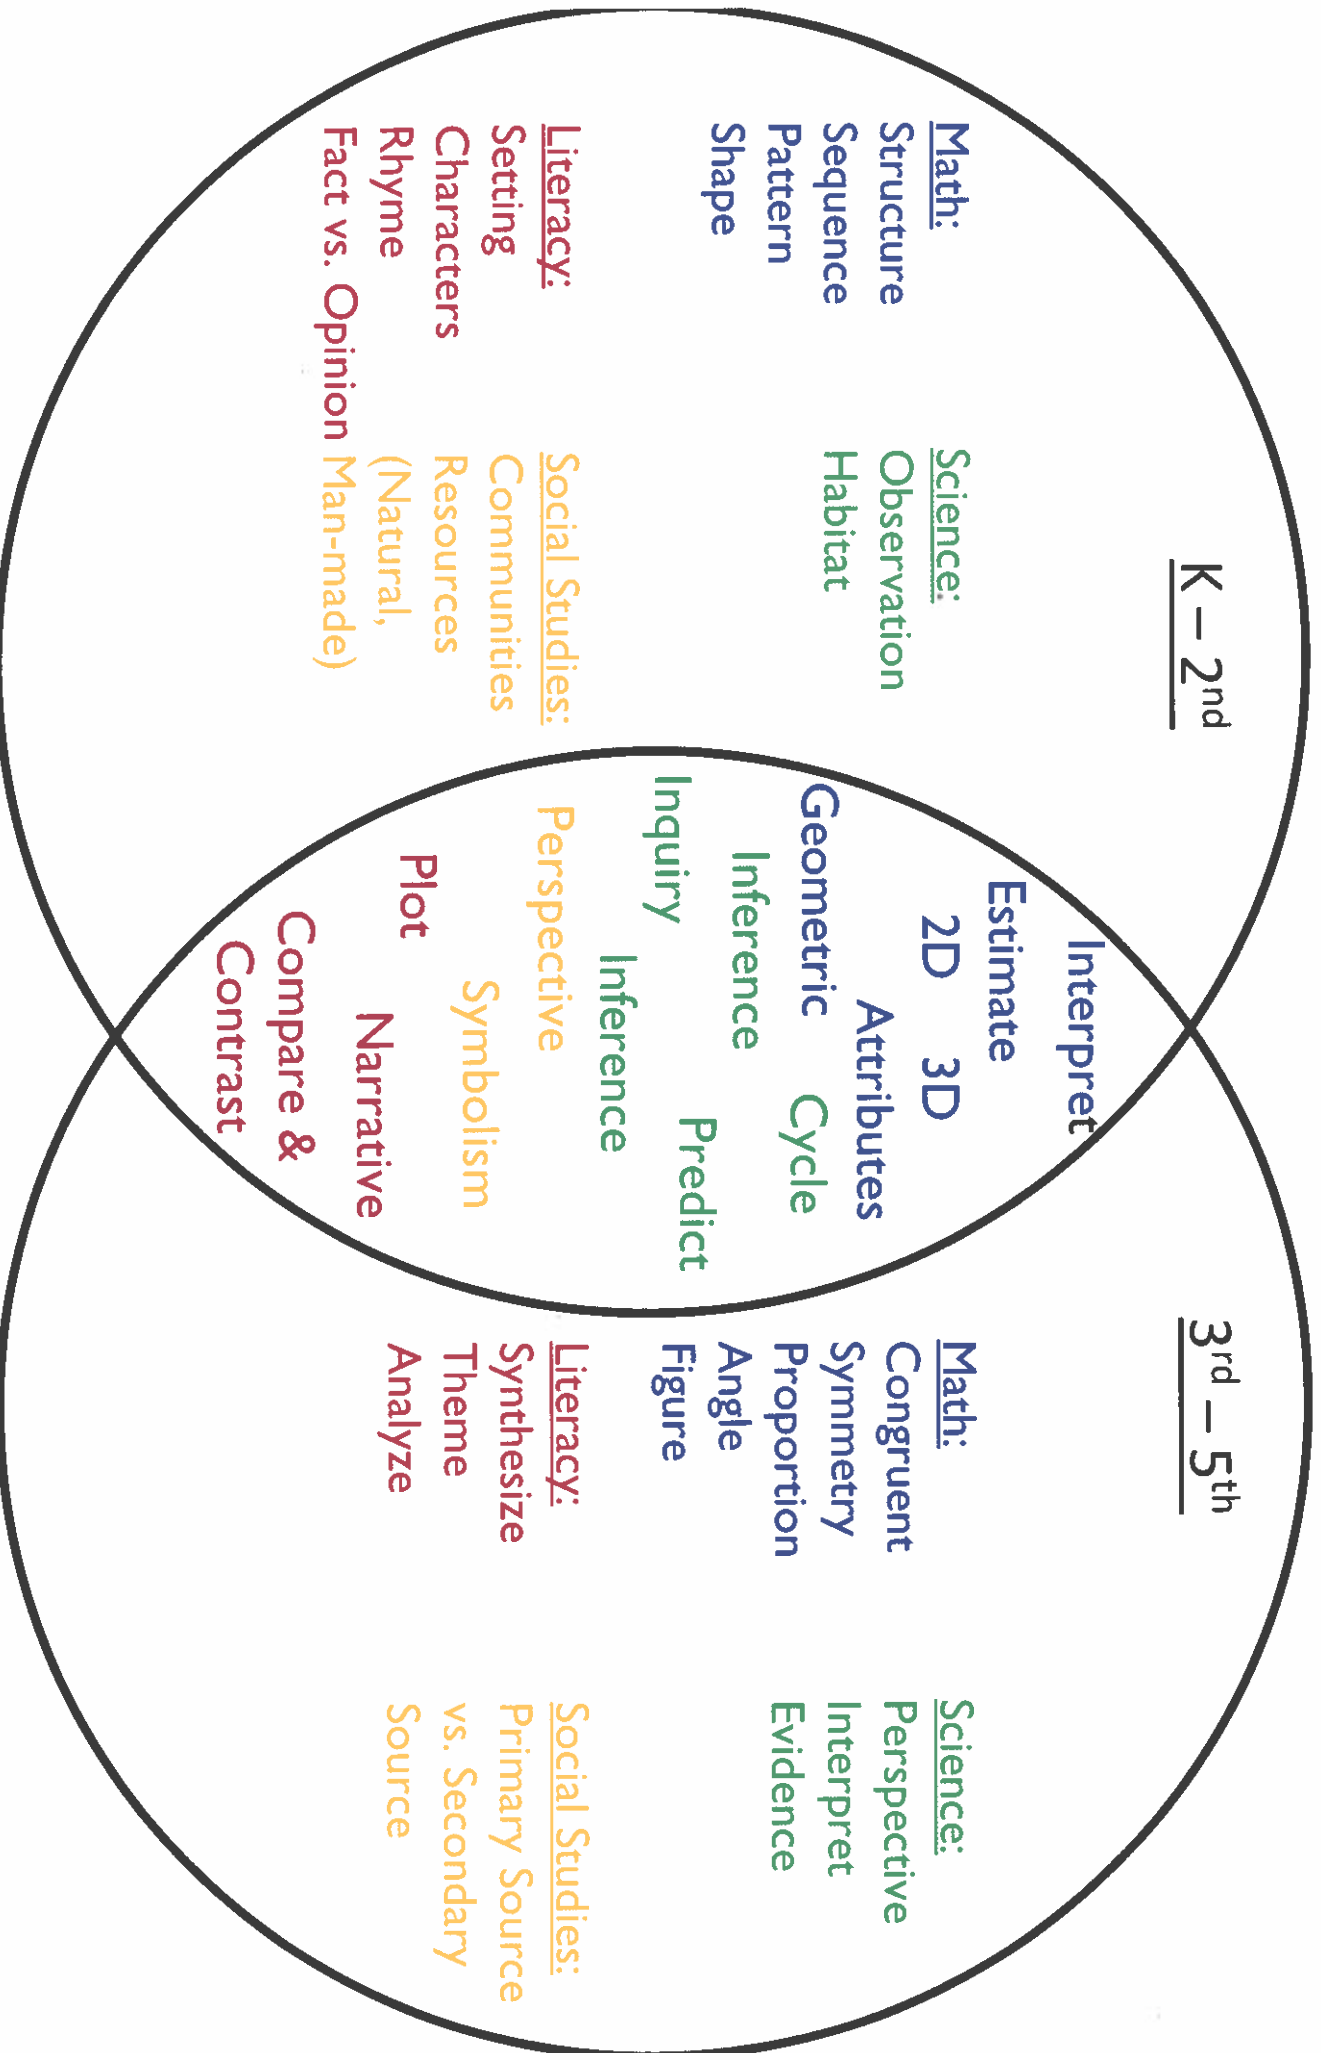 K – 2nd
Math:
Structure
Sequence
Pattern
Shape
Science:
Observation
Habitat
Literacy:
Setting
Characters
Rhyme
Fact vs. Opinion
Social Studies:
Communities
Resources
(Natural,
Man-made)
Interpret
Estimate
2D 3D
Attributes
Geometric
Cycle
Inference
Predict
Inquiry
Inference
Perspective
Symbolism
Plot
Narrative
Compare &
Contrast
3rd – 5th
Math:
Congruent
Symmetry
Proportion
Angle
Figure
Science:
Perspective
Interpret
Evidence
Literacy:
Synthesize
Theme
Analyze
Social Studies:
Primary Source
vs. Secondary
Source